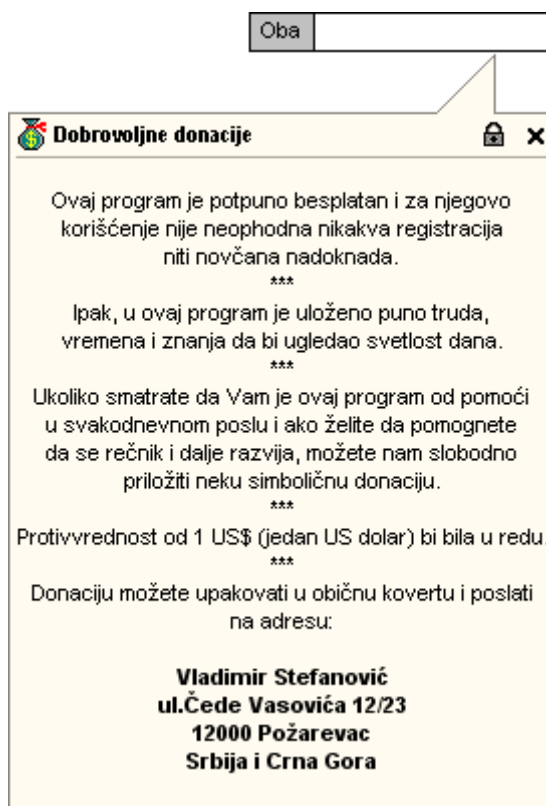 Oba
Dobrovoljne donacije
Ovaj program je potpuno besplatan i za njegovo
korišćenje nije neophodna nikakva registracija
niti novčana nadoknada.
***
Ipak, u ovaj program je uloženo puno truda,
vremena i znanja da bi ugledao svetlost dana.
***
Ukoliko smatrate da Vam je ovaj program od pomoći
u svakodnevnom poslu i ako želite da pomognete
da se rečnik i dalje razvija, možete nam slobodno
priložiti neku simboličnu donaciju.
***
Protivvrednost od 1 US$ (jedan US dolar) bi bila u redu.
***
Donaciju možete upakovati u običnu kovertu i poslati
na adresu:
Vladimir Stefanović
ul.Čede Vasovića 12/23
12000 Požarevac
Srbija i Crna Gora